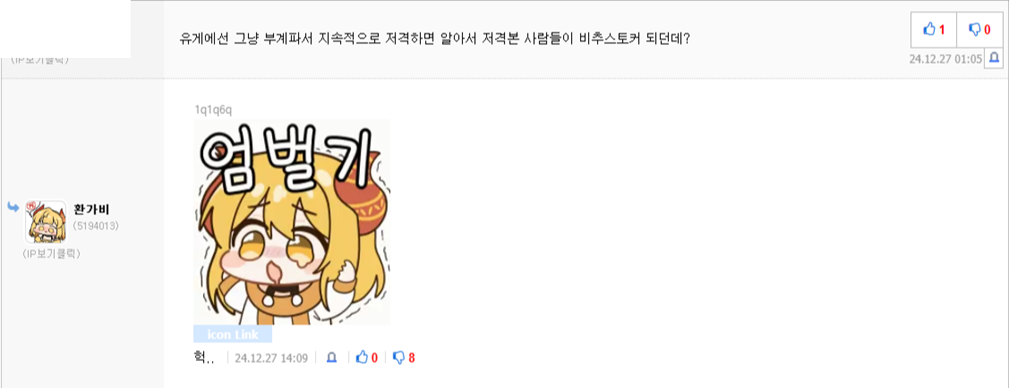 유게에선 그냥 부계파서 지속적으로 저격하면 알아서 저격본 사람들이 비추스토커 되던데?
1
0
(IP보기클릭)
24.12.27 01:05
1q1q6q
엄벌기
환가비
(5194013)
(IP보기클릭)
icon Link
헉..
24.12.27 14:09
0
8